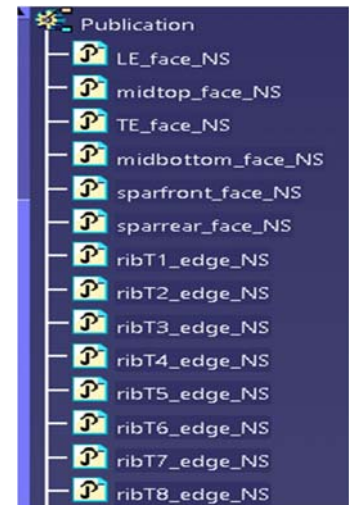 Publication
LE_face_NS
midtop_face_NS
TE_face_NS
midbottom_face_NS
sparfront_face_NS
sparrear_face_NS
ribT1_edge_NS
ribT2_edge_NS
ribT3_edge_NS
ribT4_edge_NS
ribT5_edge_NS
ribT6_edge_NS
ribT7_edge_NS
ribT8_edge_NS